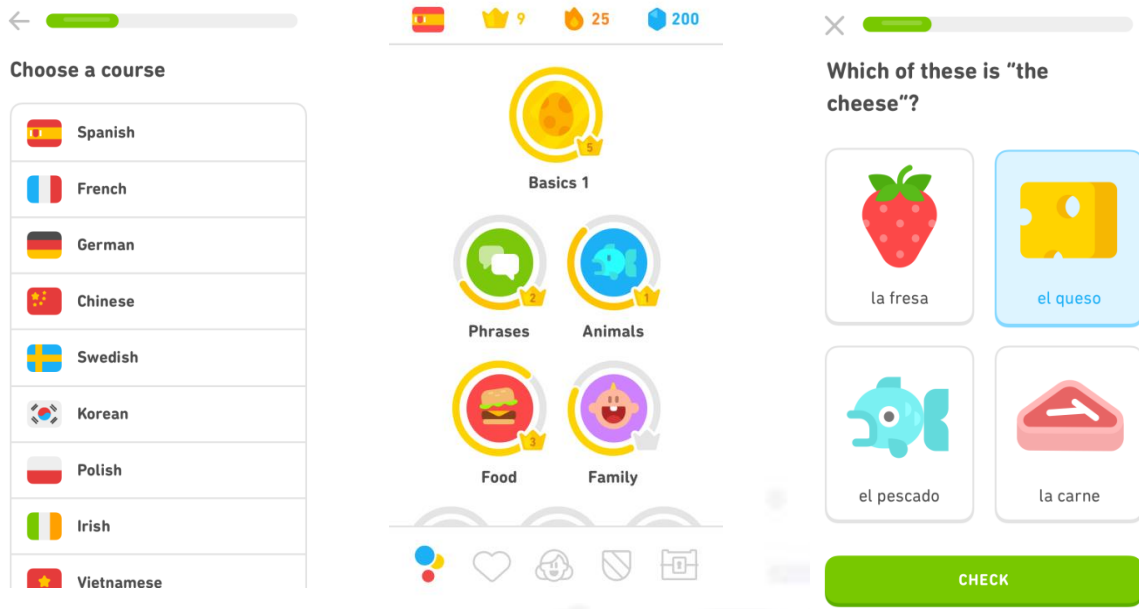 Choose a course
Spanish
French
German
Chinese
Swedish
Korean
Polish
Irish
Vietnamese
9 25 200
5
Basics 1
2 1
Phrases Animals
3
Food Family
Which of these is “the
cheese”?
la fresa el queso
el pescado la carne
CHECK